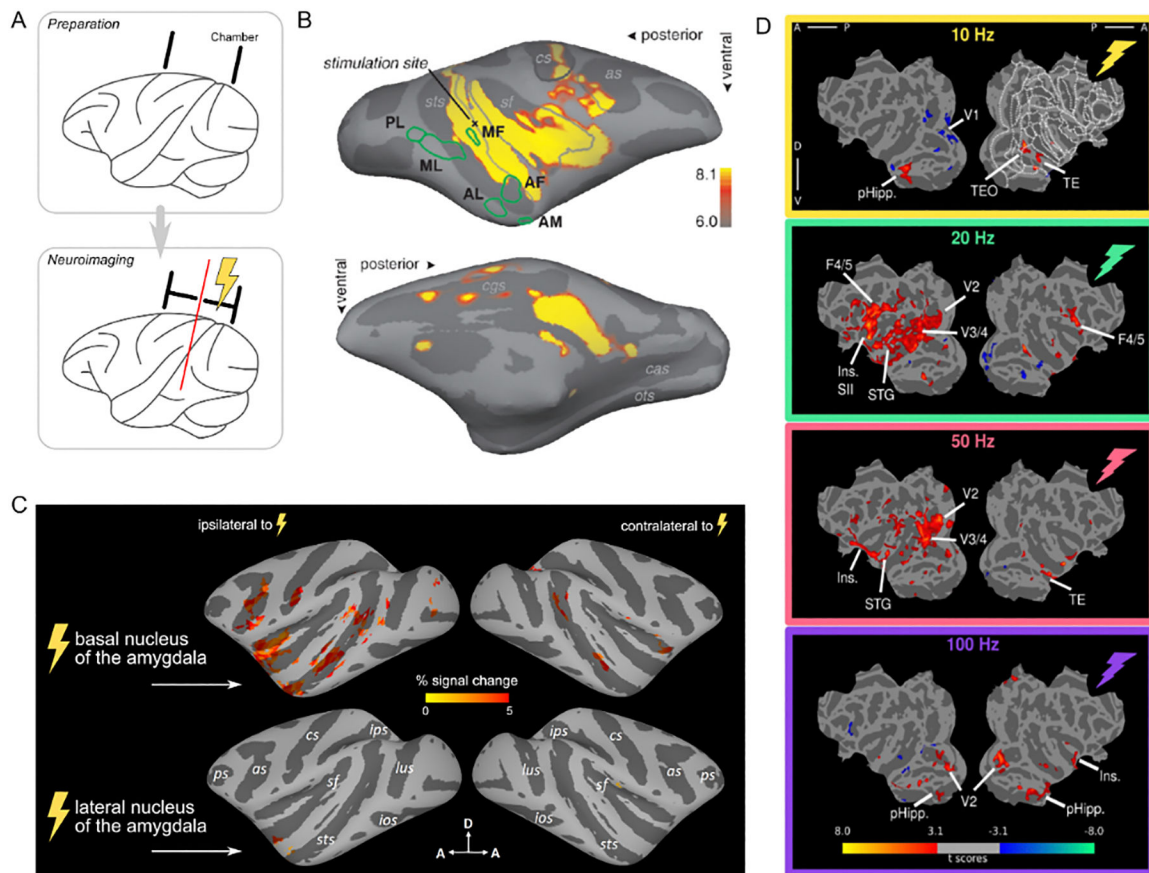 A
Preparation
Chamber
Neuroimaging
B
posterior
ventral
stimulation site
cs
as
sts
sf
PL
MF
ML
AL
AF
AM
8.1
6.0
ventral
posterior
cgs
cas
ots
C
ipsilateral to
contralateral to
basal nucleus
of the amygdala
% signal change
0
5
lateral nucleus
of the amygdala
ps
as
cs
ips
lus
sf
ios
sts
ips
cs
lus
as
ps
sf
ios
sts
D
A
A
D
A
P
10 Hz
P
A
V1
D
V
pHipp.
TEO
TE
20 Hz
F4/5
V2
V3/4
F4/5
Ins.
SII
STG
50 Hz
V2
V3/4
Ins.
STG
TE
100 Hz
pHipp.
V2
Ins.
pHipp.
8.0
3.1
-3.1
-8.0
t scores